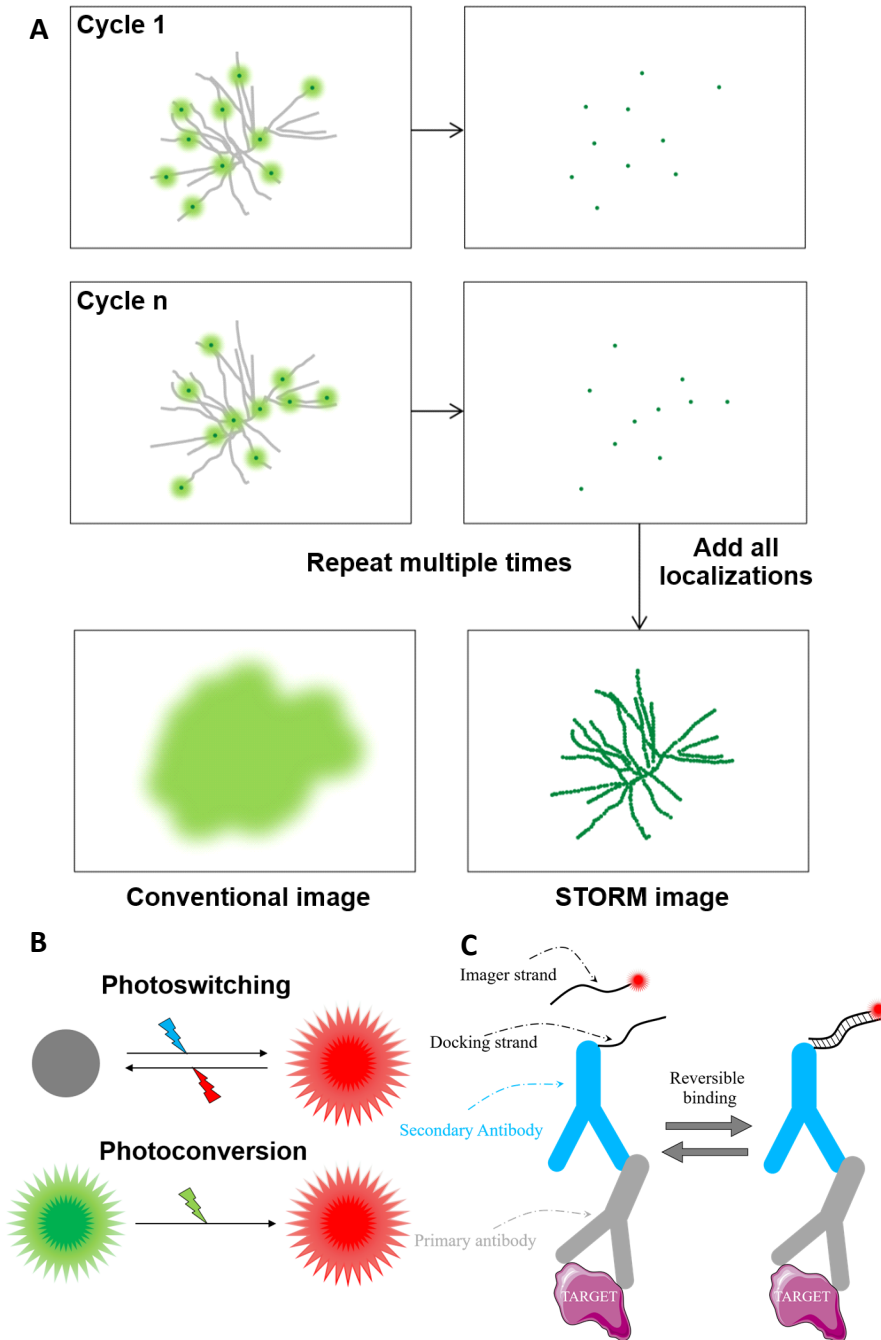 A
Cycle 1
Cycle n
Repeat multiple times
Add all
localizations
Conventional image
STORM image
B
Photoswitching
Photoconversion
C
Imager strand
Docking strand
Secondary Antibody
Primary antibody
Reversible
binding
TARGET
TARGET